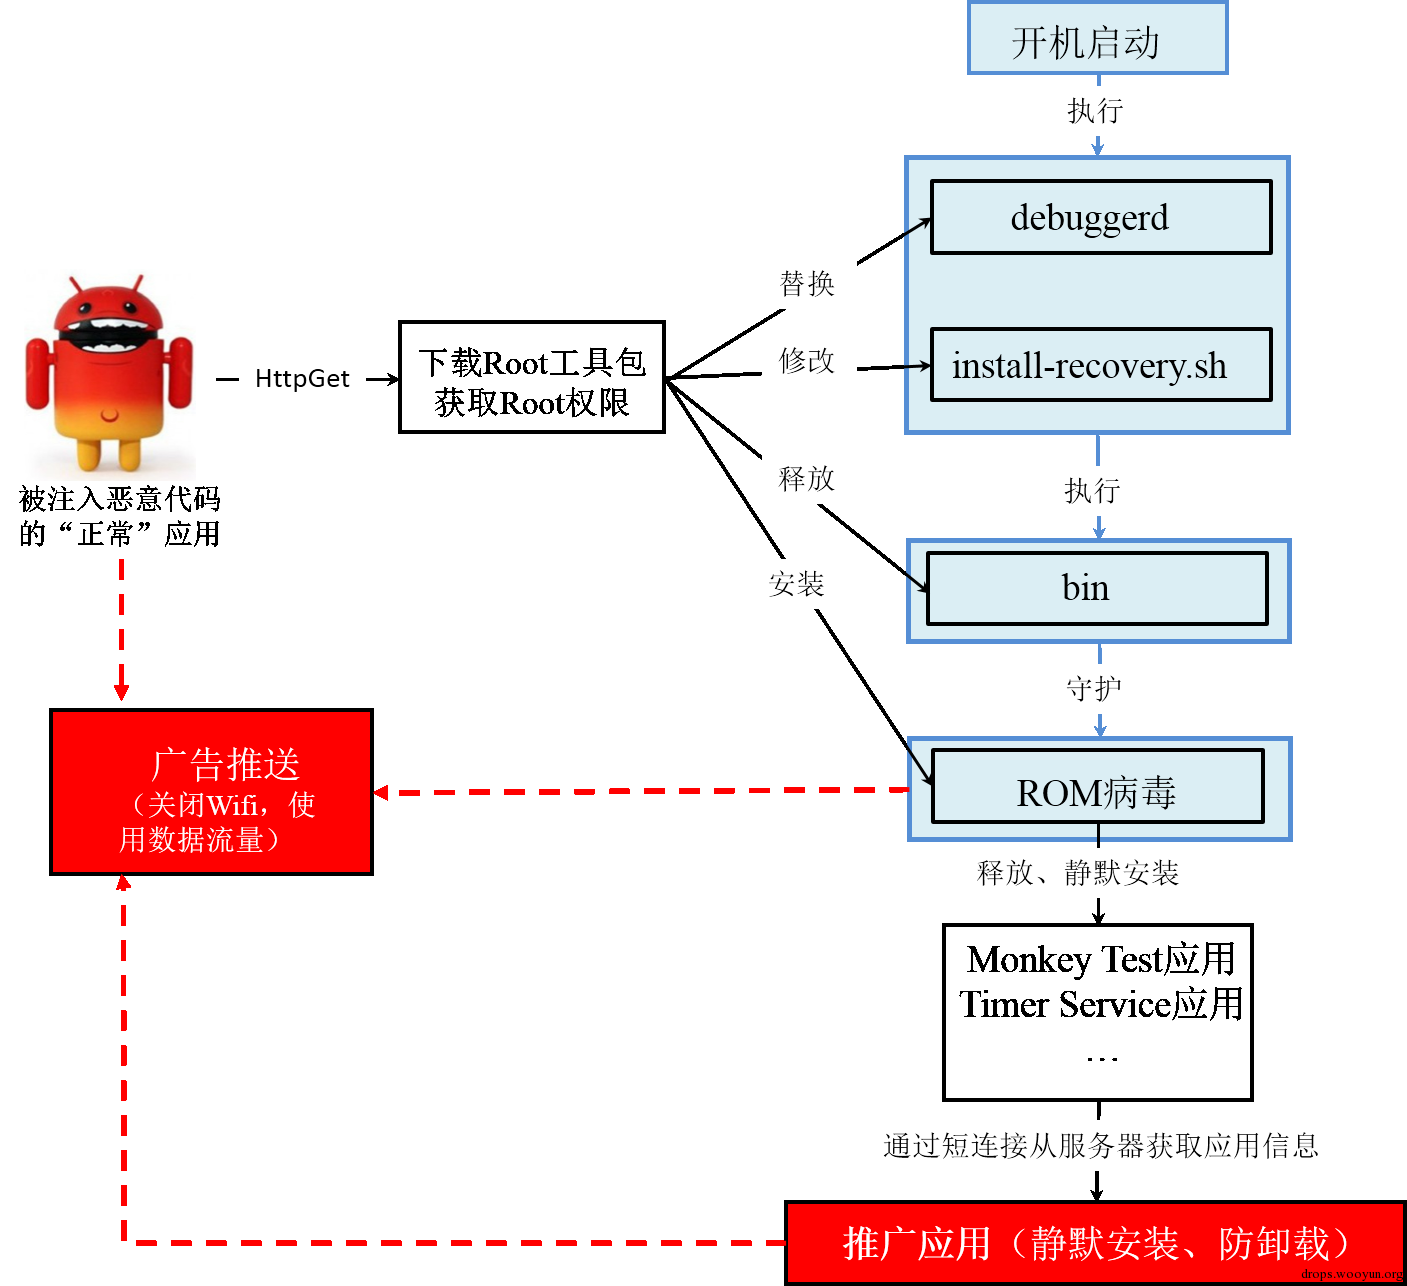 开机启动
执行
debuggerd
替换
install-recovery.sh
修改
HttpGet
下载Root工具包
获取Root权限
释放
执行
被注入恶意代码
的“正常”应用
安装
bin
守护
广告推送
（关闭Wifi，使
用数据流量）
ROM病毒
释放、静默安装
Monkey Test应用
Timer Service应用
…
通过短连接从服务器获取应用信息
推广应用（静默安装、防卸载）
drops.wooyun.org